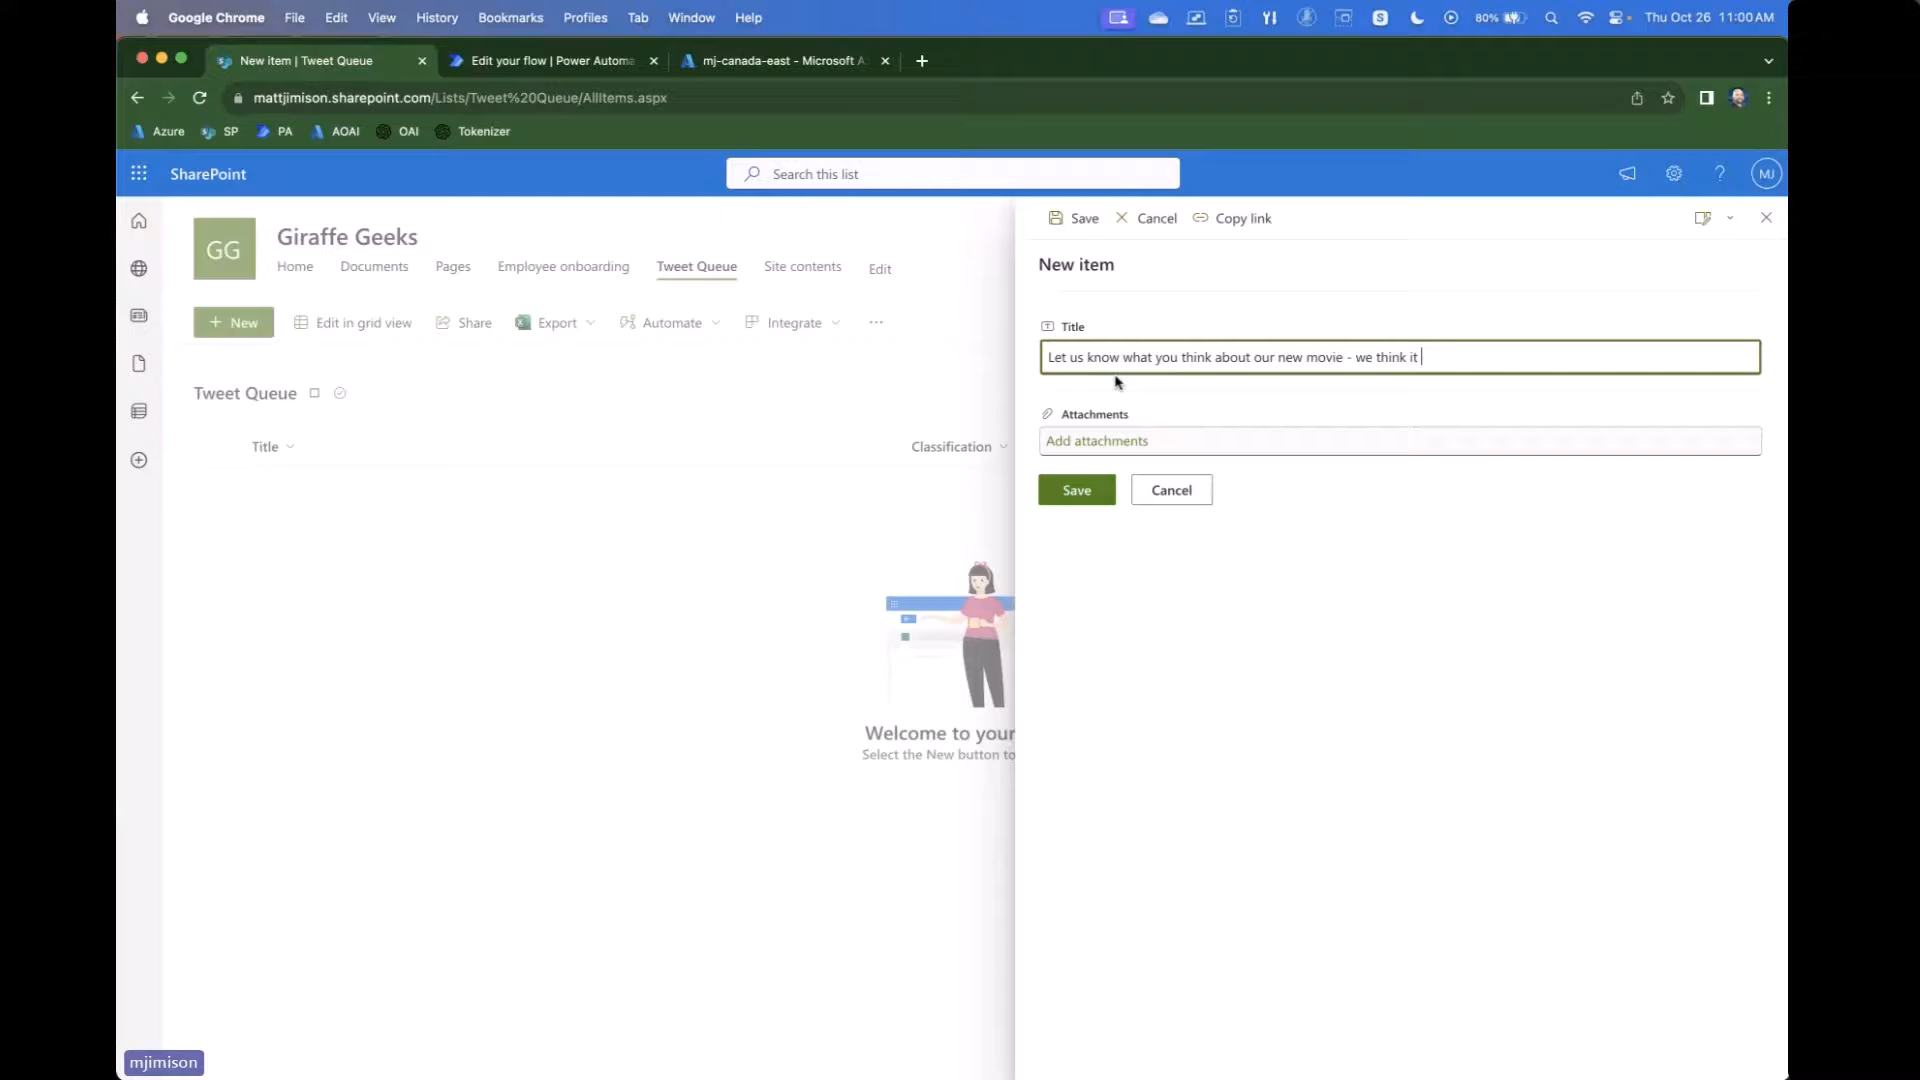 Google Chrome File Edit View History Bookmarks Profiles Tab Window Help
S 80% Thu Oct 26 11:00 AM
New item | Tweet Queue
Edit your flow | Power Automa
mj-canada-east - Microsoft A
mattjimison.sharepoint.com/Lists/Tweet%20Queue/AllItems.aspx
Azure SP PA AOAI OAI Tokenizer
SharePoint
Search this list
? MJ
GG
Giraffe Geeks
Home Documents Pages Employee onboarding Tweet Queue Site contents Edit
+ New Edit in grid view Share Export Automate Integrate ...
Tweet Queue
Title Classification
Welcome to your
Select the New button to
Save Cancel Copy link
New item
Title
Let us know what you think about our new movie - we think it
Attachments
Add attachments
Save Cancel
mjimison